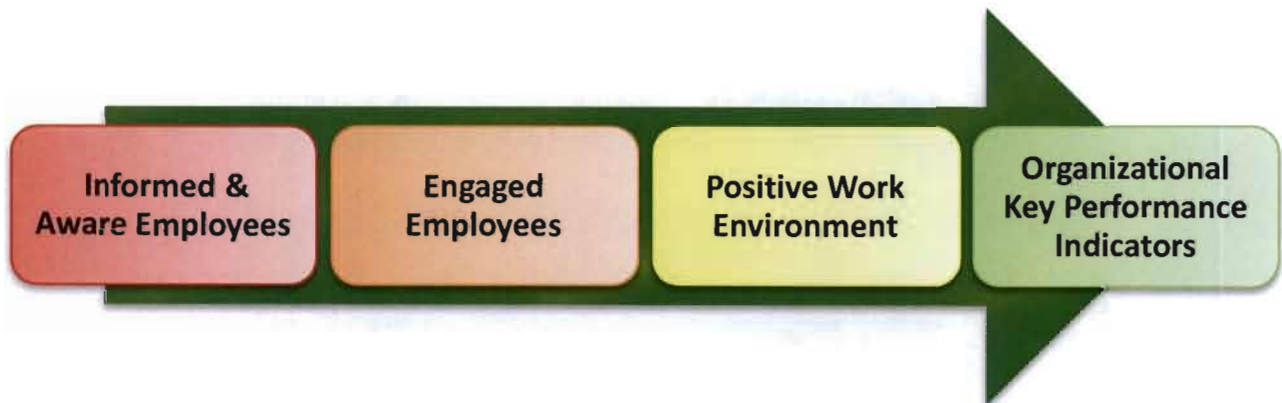 Informed &
Aware Employees
Engaged
Employees
Positive Work
Environment
Organizational
Key Performance
Indicators